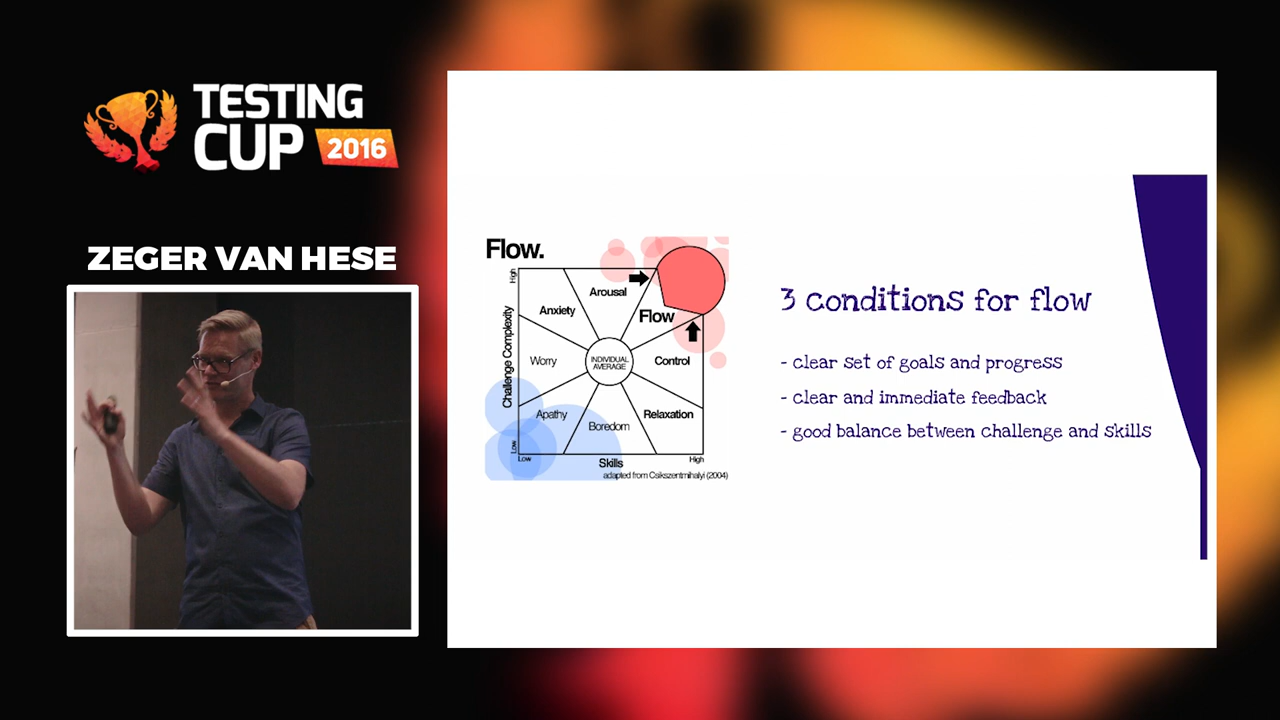 TESTING
CUP 2016
ZEGER VAN HESE
Flow.
High
Challenge Complexity
Low
Arousal
Anxiety
Flow
Worry
INDIVIDUAL
AVERAGE
Control
Apathy
Boredom
Relaxation
Low
Skills
High
adapted from Csikszentmihalyi (2004)
3 conditions for flow
- clear set of goals and progress
- clear and immediate feedback
- good balance between challenge and skills